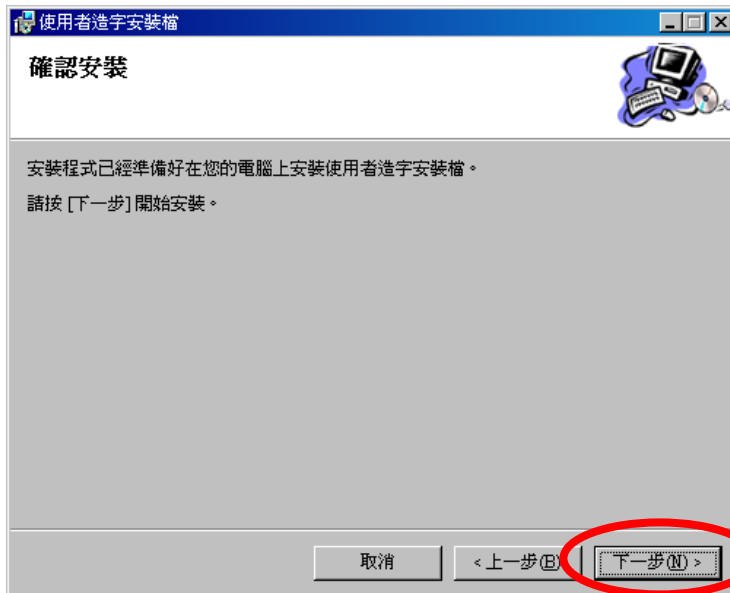 使用者造字安裝檔
確認安裝
安裝程式已經準備好在您的電腦上安裝使用者造字安裝檔。
請按 [下一步] 開始安裝。
取消
< 上一步(B)
下一步(N) >